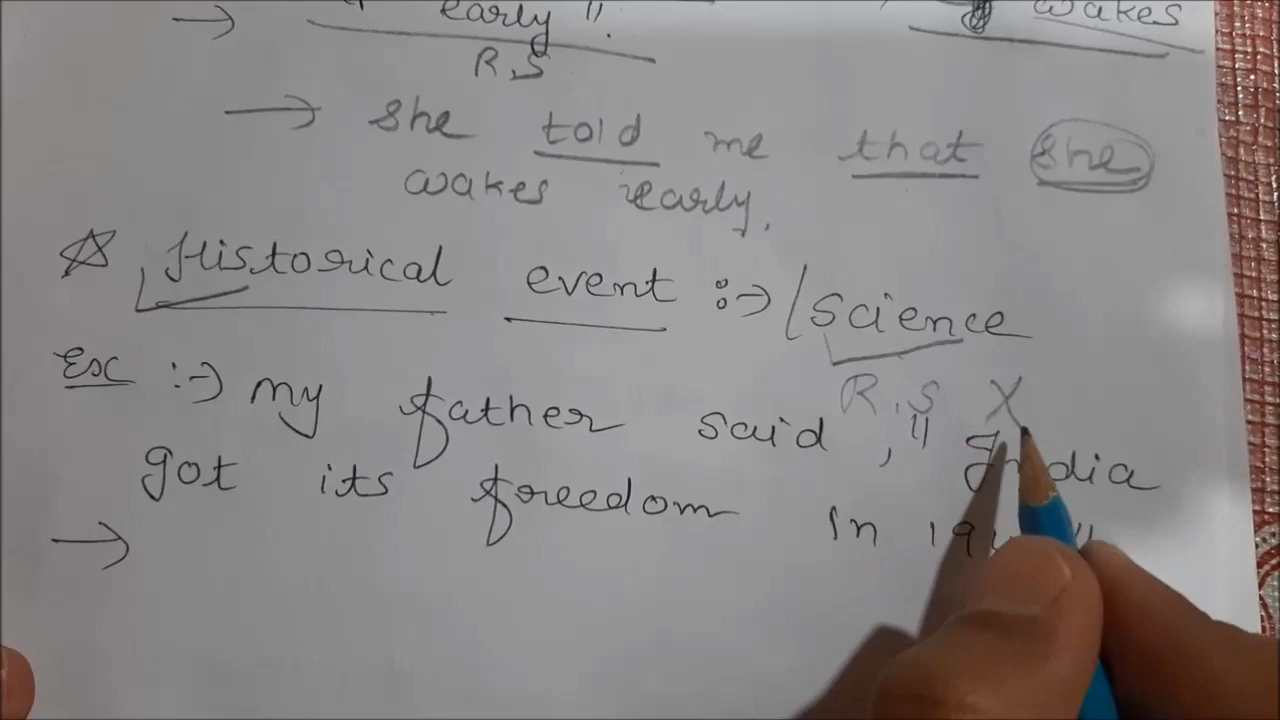 → early ". wakes
R.S
→ she told me that she
wakes early.
☆ Historical event :→ / Science
Ex :→ My father said, " India
R.S X
got its freedom in
→